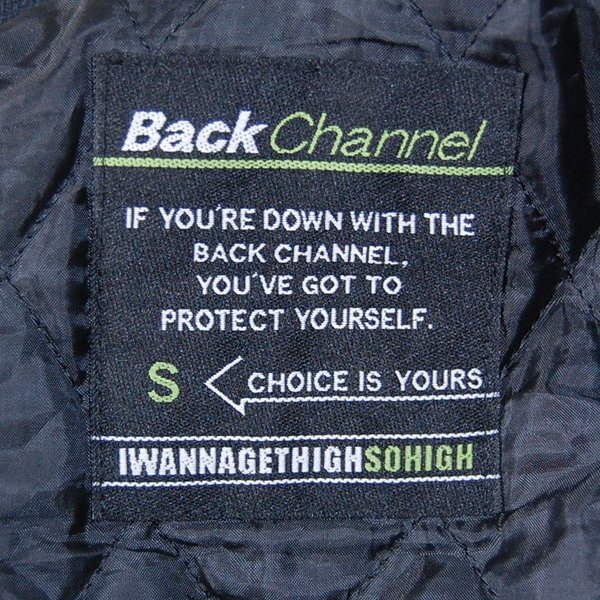 Back Channel
IF YOU'RE DOWN WITH THE
BACK CHANNEL,
YOU'VE GOT TO
PROTECT YOURSELF.
S CHOICE IS YOURS
IWANNAGETHIGHSOHIGH